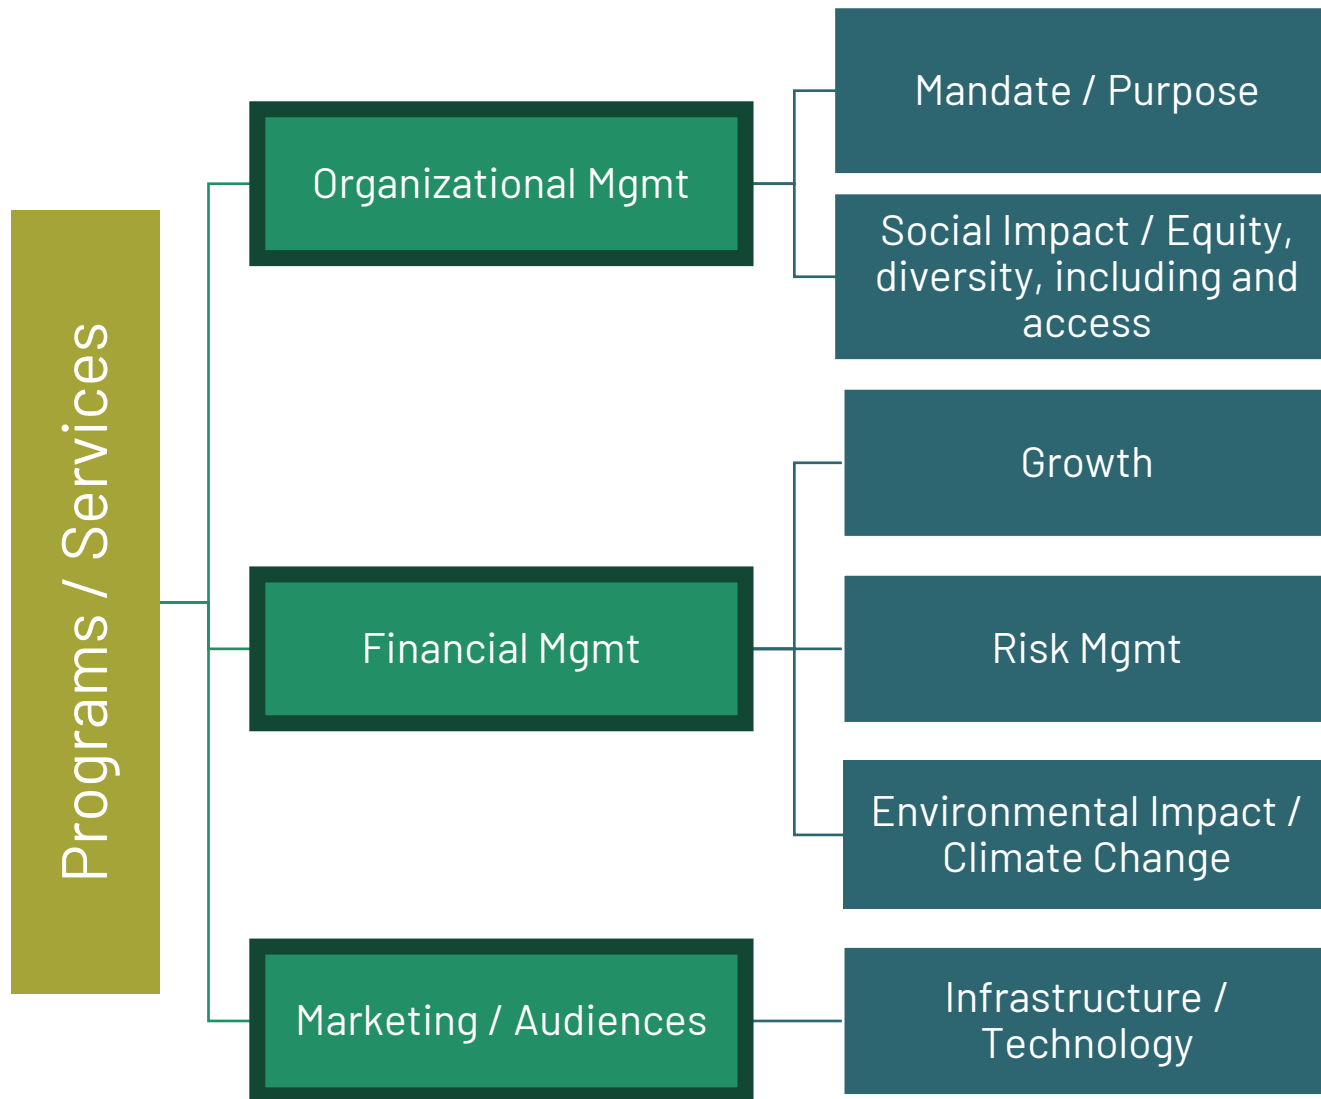 Programs / Services
Organizational Mgmt
Mandate / Purpose
Social Impact / Equity,
diversity, including and
access
Financial Mgmt
Growth
Risk Mgmt
Environmental Impact /
Climate Change
Marketing / Audiences
Infrastructure /
Technology